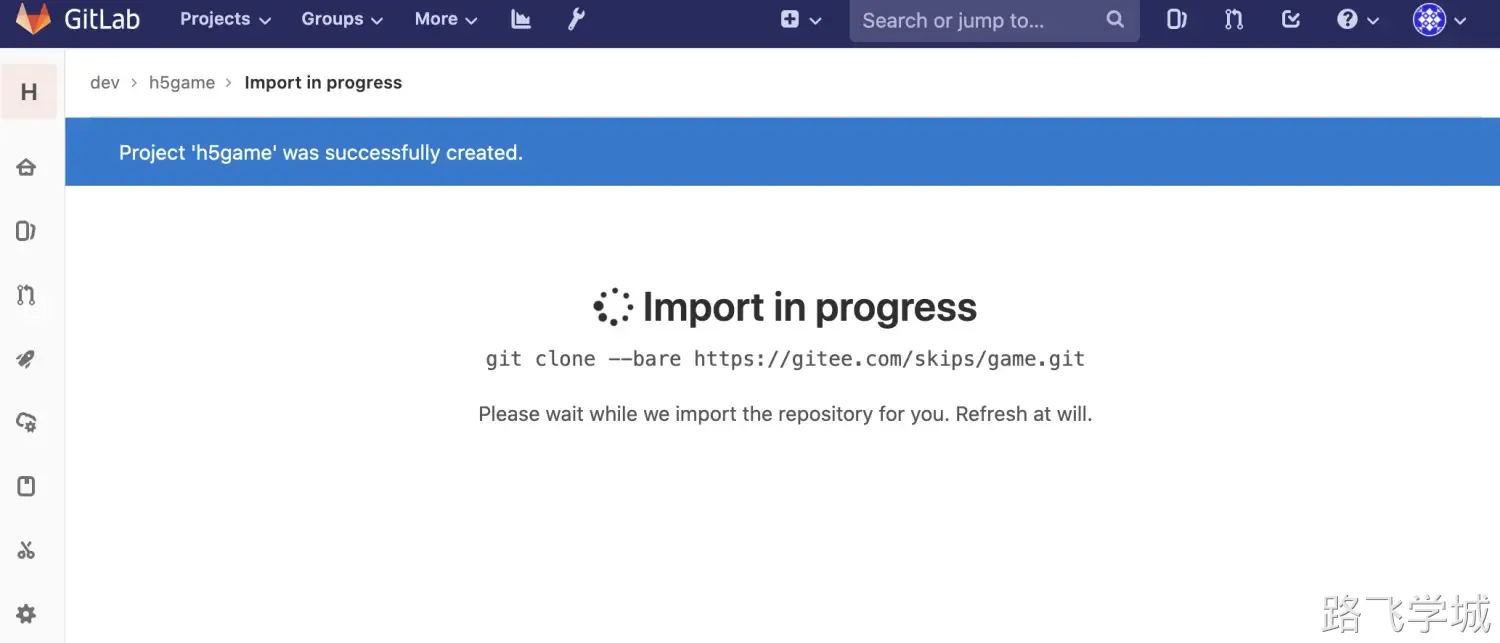 GitLab Projects Groups More Search or jump to...
H
dev > h5game > Import in progress
Project 'h5game' was successfully created.
Import in progress
git clone --bare https://gitee.com/skips/game.git
Please wait while we import the repository for you. Refresh at will.
路飞学城